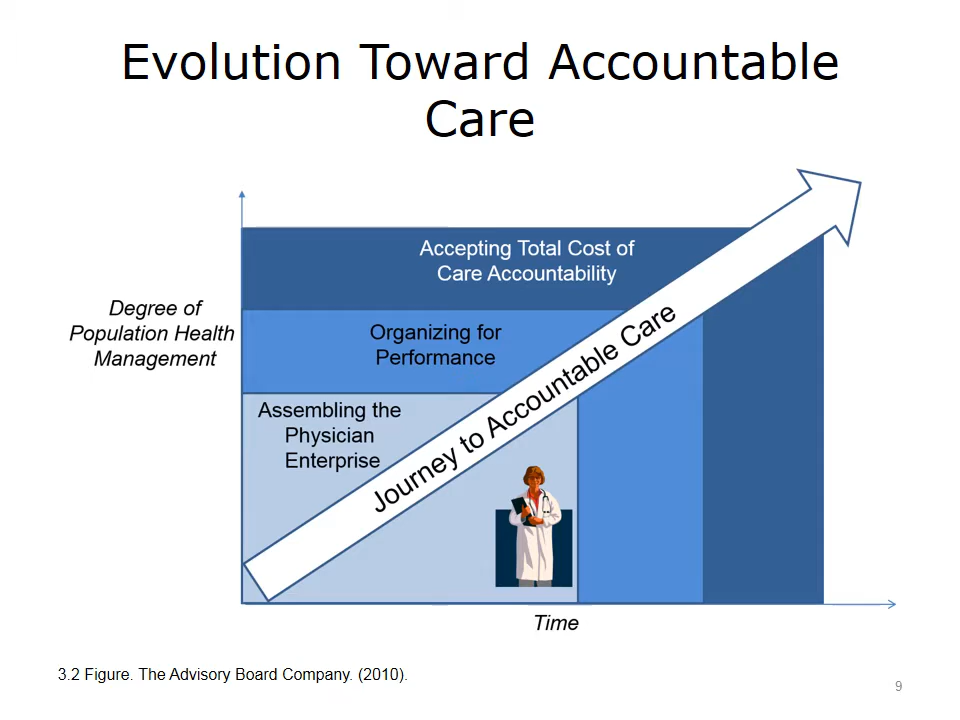 Evolution Toward Accountable
Care
Accepting Total Cost of
Care Accountability
Degree of
Population Health
Management
Organizing for
Performance
Assembling the
Physician
Enterprise
Journey to Accountable Care
Time
3.2 Figure. The Advisory Board Company. (2010).
9